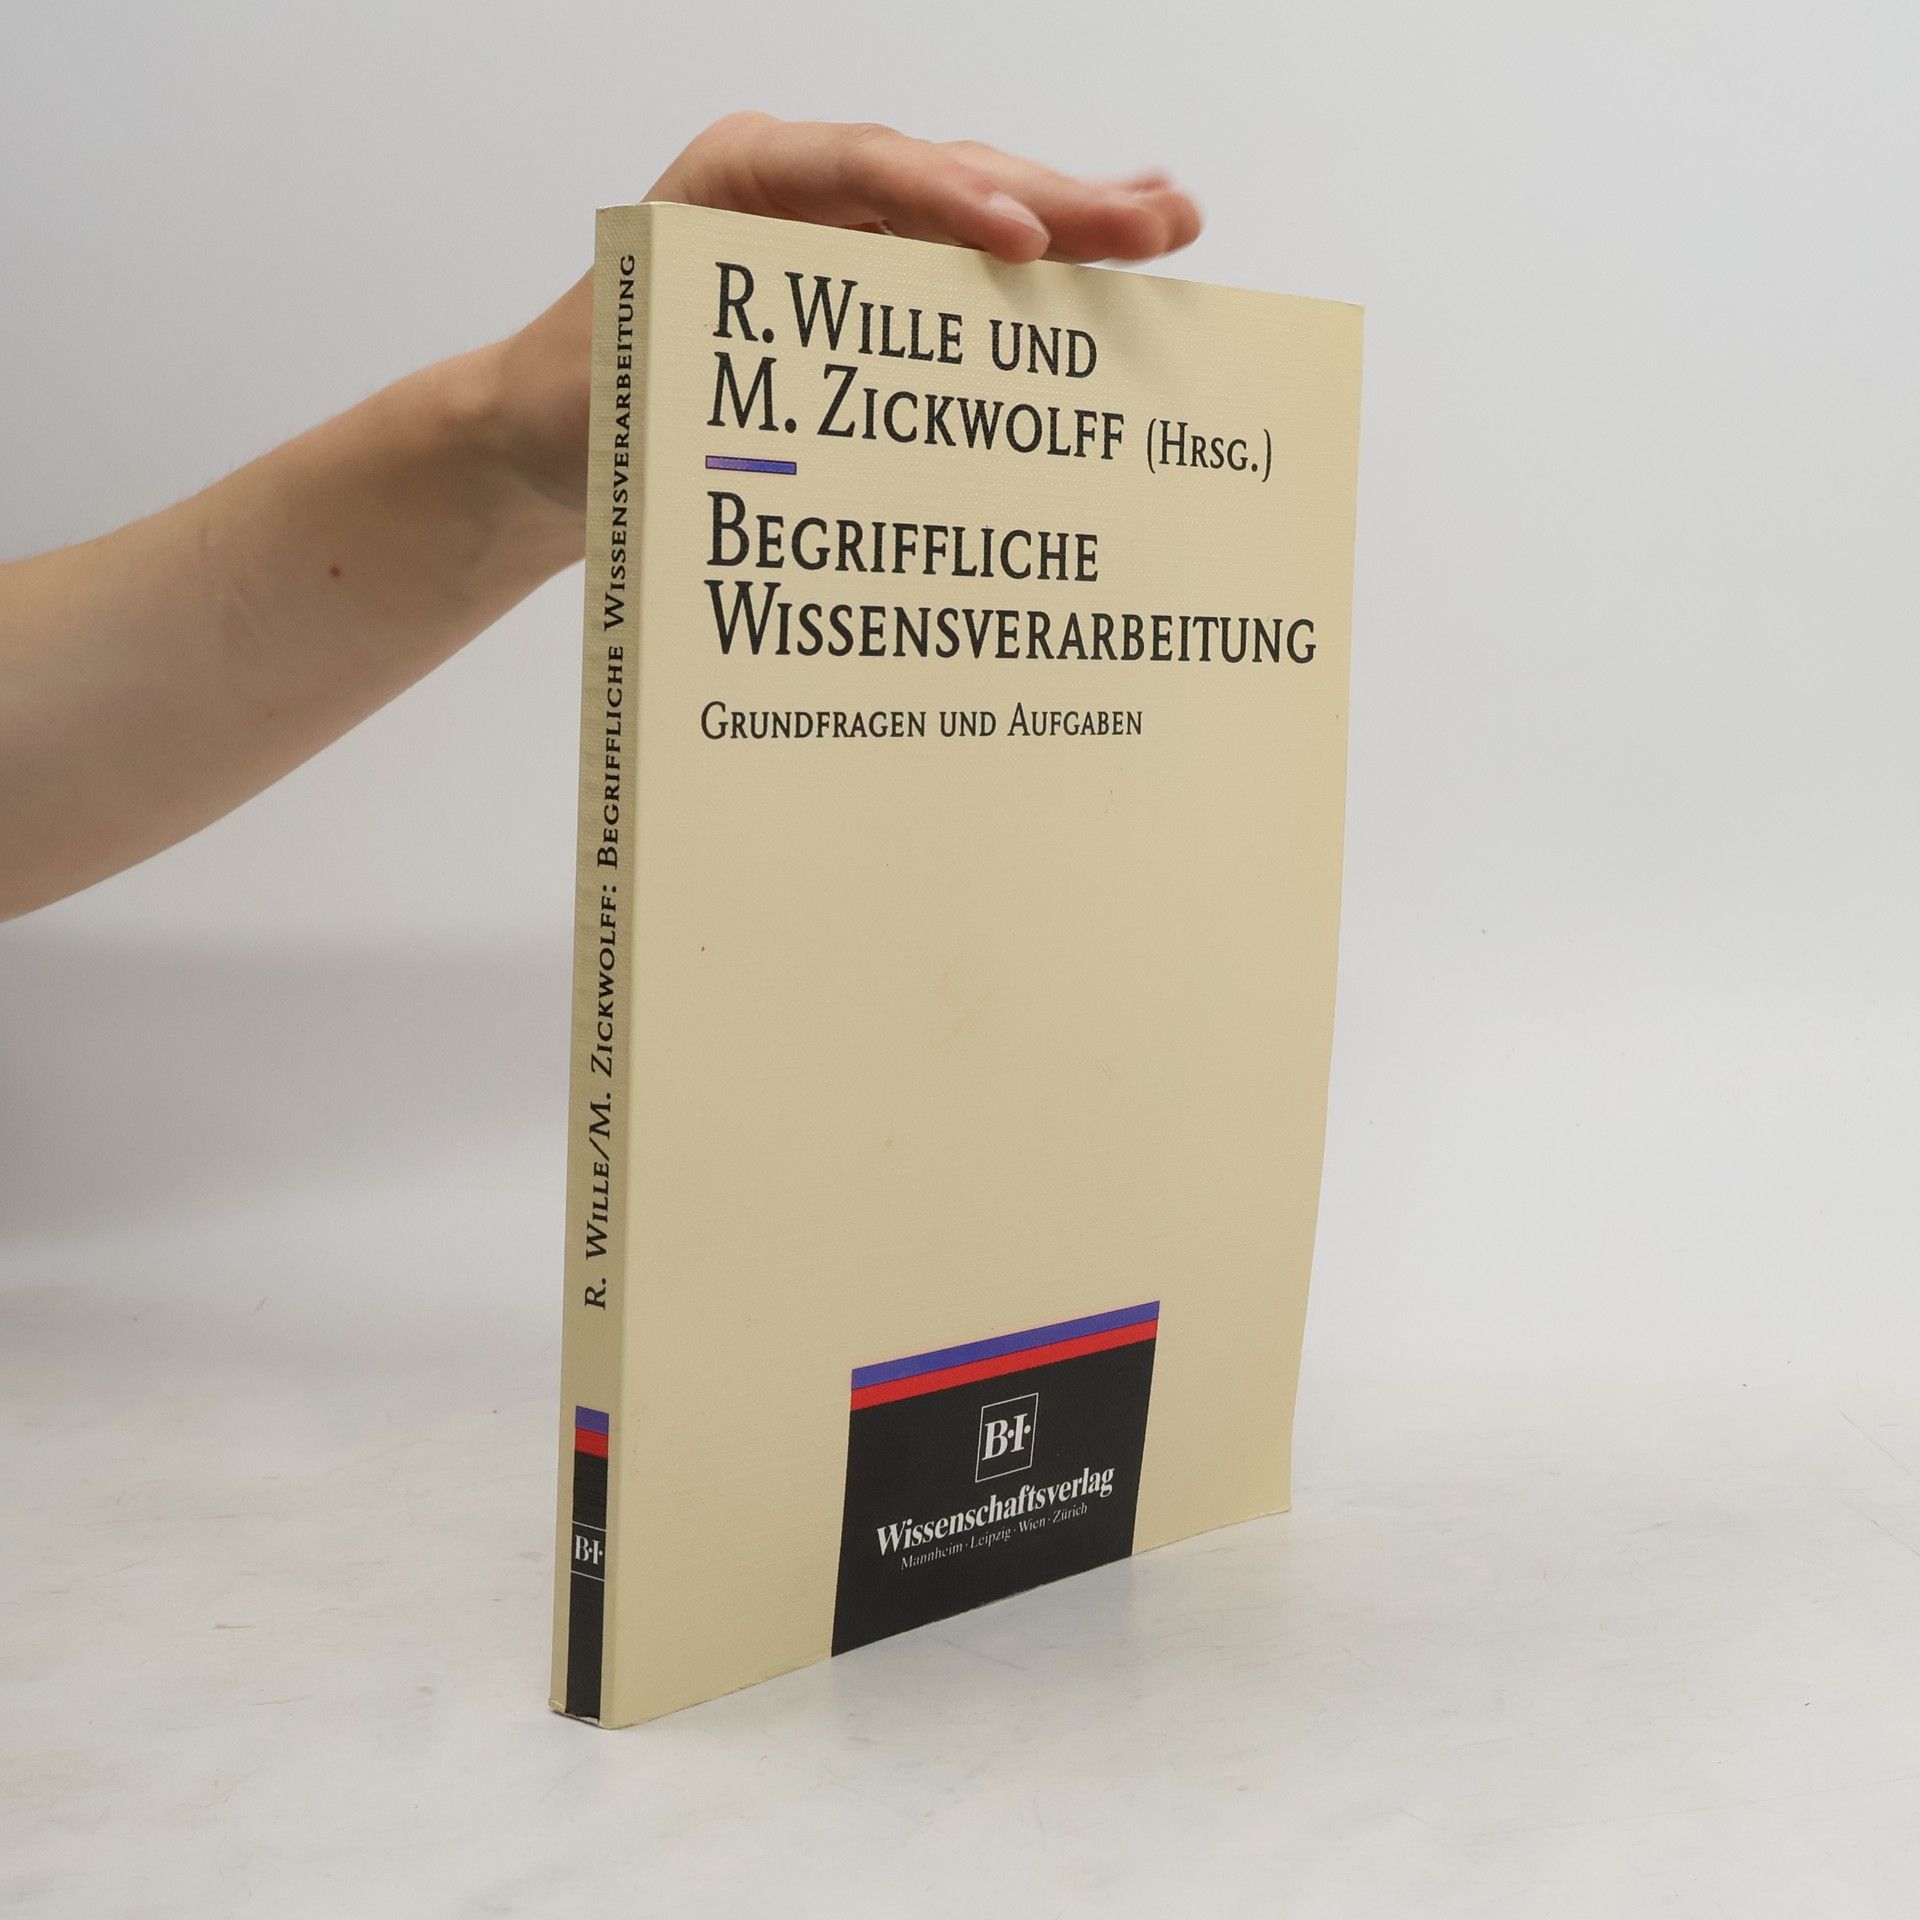 R. WILLE UND
M. ZICKWOLFF (HRSG.)
BEGRIFFLICHE
WISSENSVERARBEITUNG
GRUNDFRAGEN UND AUFGABEN
B·I·
Wissenschaftsverlag
Mannheim · Leipzig · Wien · Zürich
R. WILLE/M. ZICKWOLFF: BEGRIFFLICHE WISSENSVERARBEITUNG
B·I·